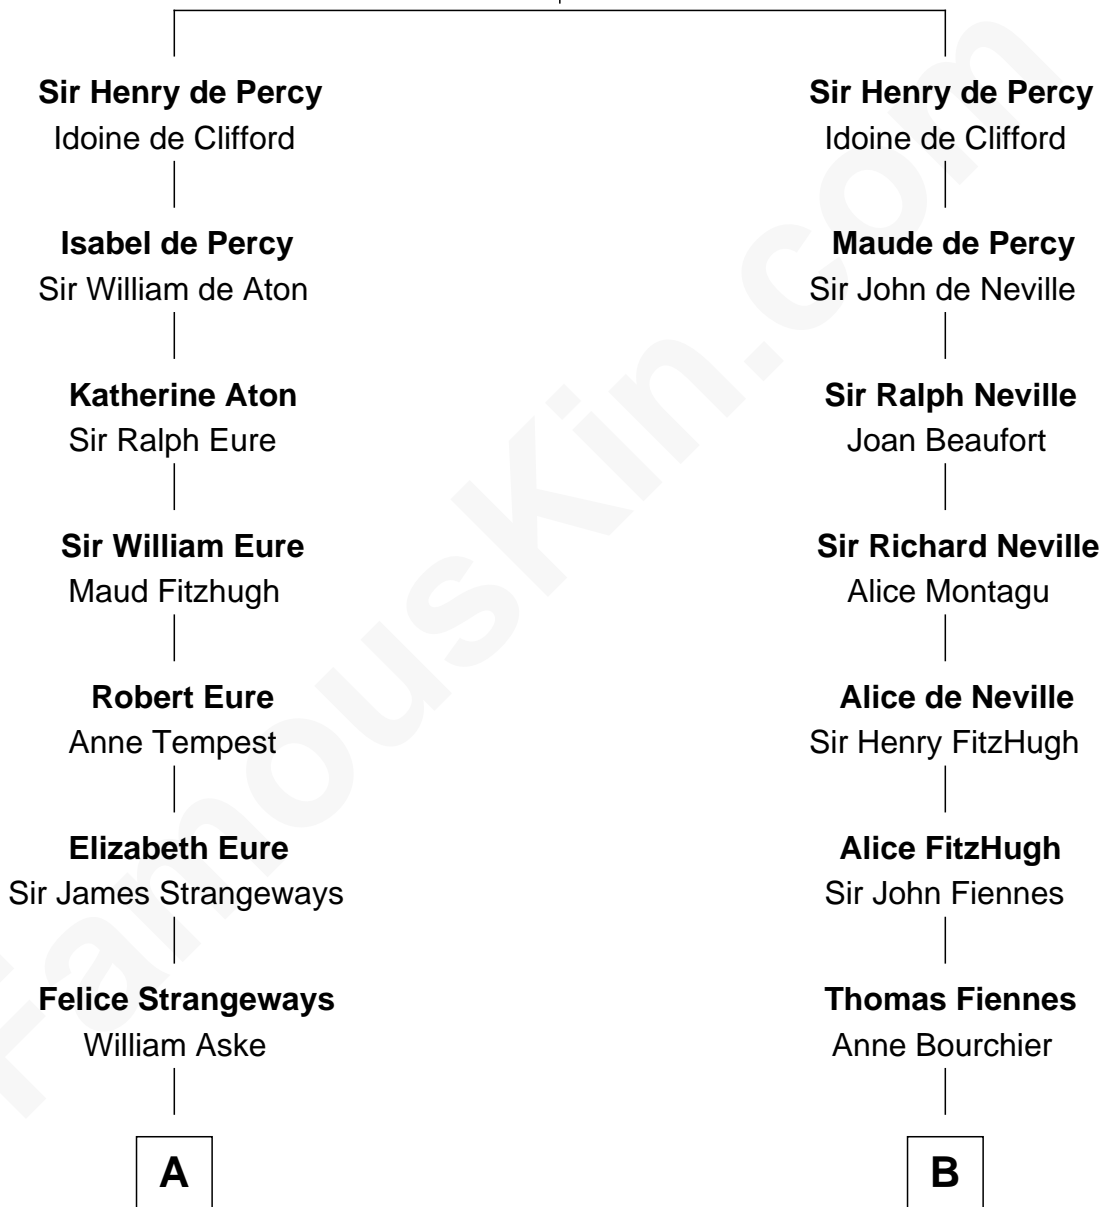 Sir Henry de Percy
Idoine de Clifford
Isabel de Percy
Sir William de Aton
Katherine Aton
Sir Ralph Eure
Sir William Eure
Maud Fitzhugh
Robert Eure
Anne Tempest
Elizabeth Eure
Sir James Strangeways
Felice Strangeways
William Aske
A
Sir Henry de Percy
Idoine de Clifford
Maude de Percy
Sir John de Neville
Sir Ralph Neville
Joan Beaufort
Sir Richard Neville
Alice Montagu
Alice de Neville
Sir Henry FitzHugh
Alice FitzHugh
Sir John Fiennes
Thomas Fiennes
Anne Bourchier
B
FamousKin.com